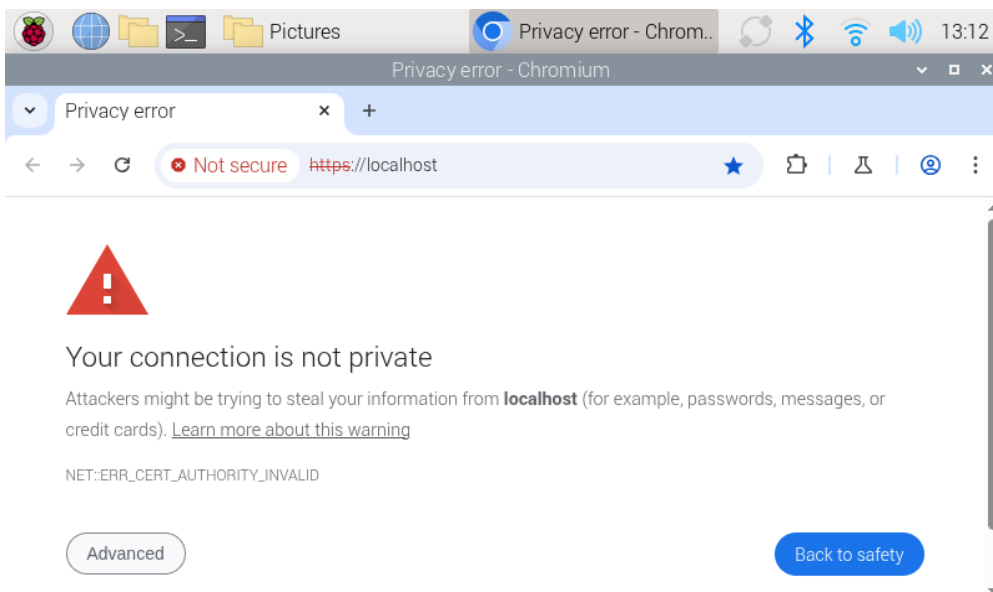 Pictures
Privacy error - Chrom..
13:12
Privacy error - Chromium
Privacy error
Not secure https://localhost
Your connection is not private
Attackers might be trying to steal your information from localhost (for example, passwords, messages, or
credit cards). Learn more about this warning
NET::ERR_CERT_AUTHORITY_INVALID
Advanced
Back to safety